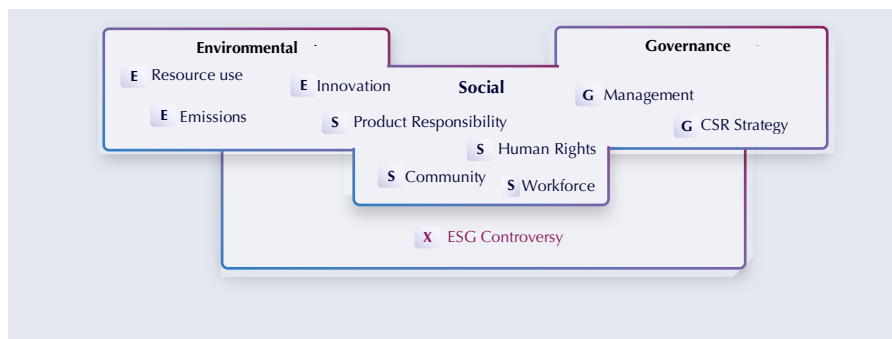 Environmental
E Resource use
E Innovation
E Emissions
Social
S Product Responsibility
S Human Rights
S Community
S Workforce
Governance
G Management
G CSR Strategy
X ESG Controversy